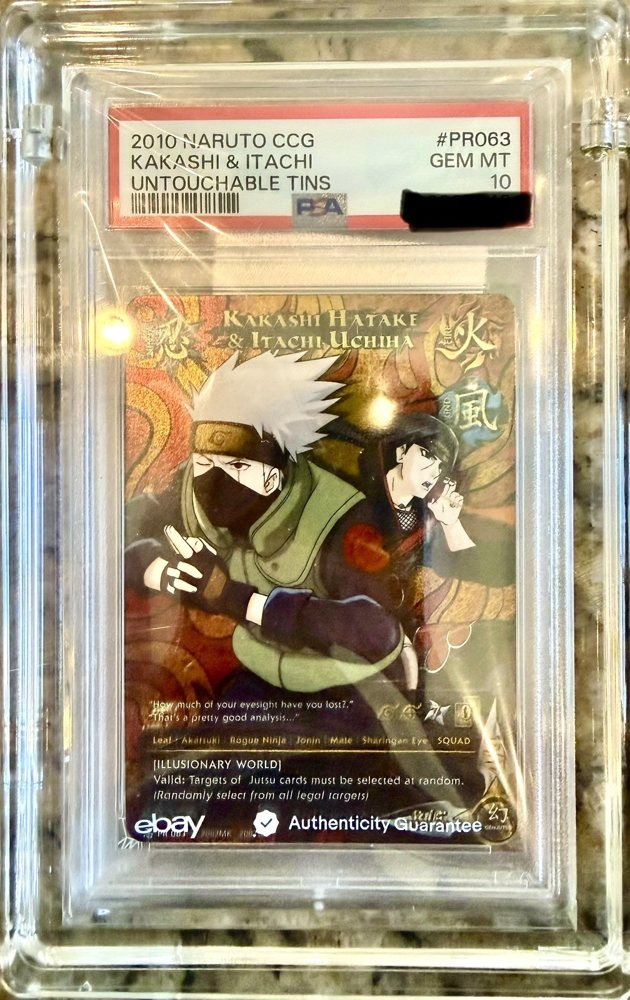 2010 NARUTO CCG #PR063
KAKASHI & ITACHI GEM MT
UNTOUCHABLE TINS 10
PSA
KAKASHI HATAKE
& ITACHI UCHIHA
忍
火
風
"How much of your eyesight have you lost?."
"That's a pretty good analysis..."
Leaf · Akatsuki | Rogue Ninja | Jonin | Male | Sharingan Eye | SQUAD
[ILLUSIONARY WORLD]
Valid: Targets of Jutsu cards must be selected at random.
(Randomly select from all legal targets)
幻
GENJUTSU
ebay Authenticity Guarantee